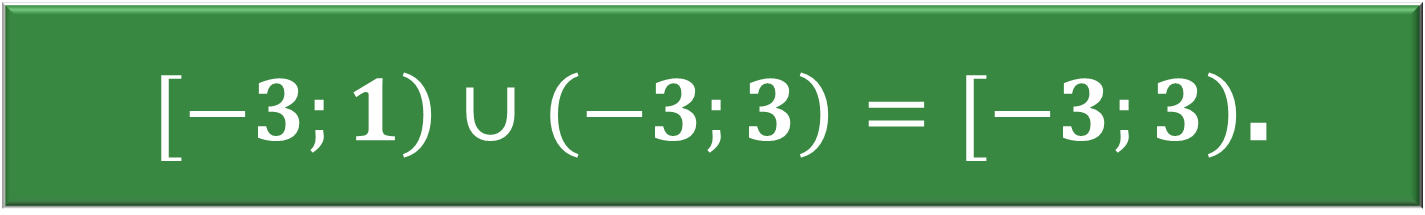 [−3; 1) ∪ (−3; 3) = [−3; 3).